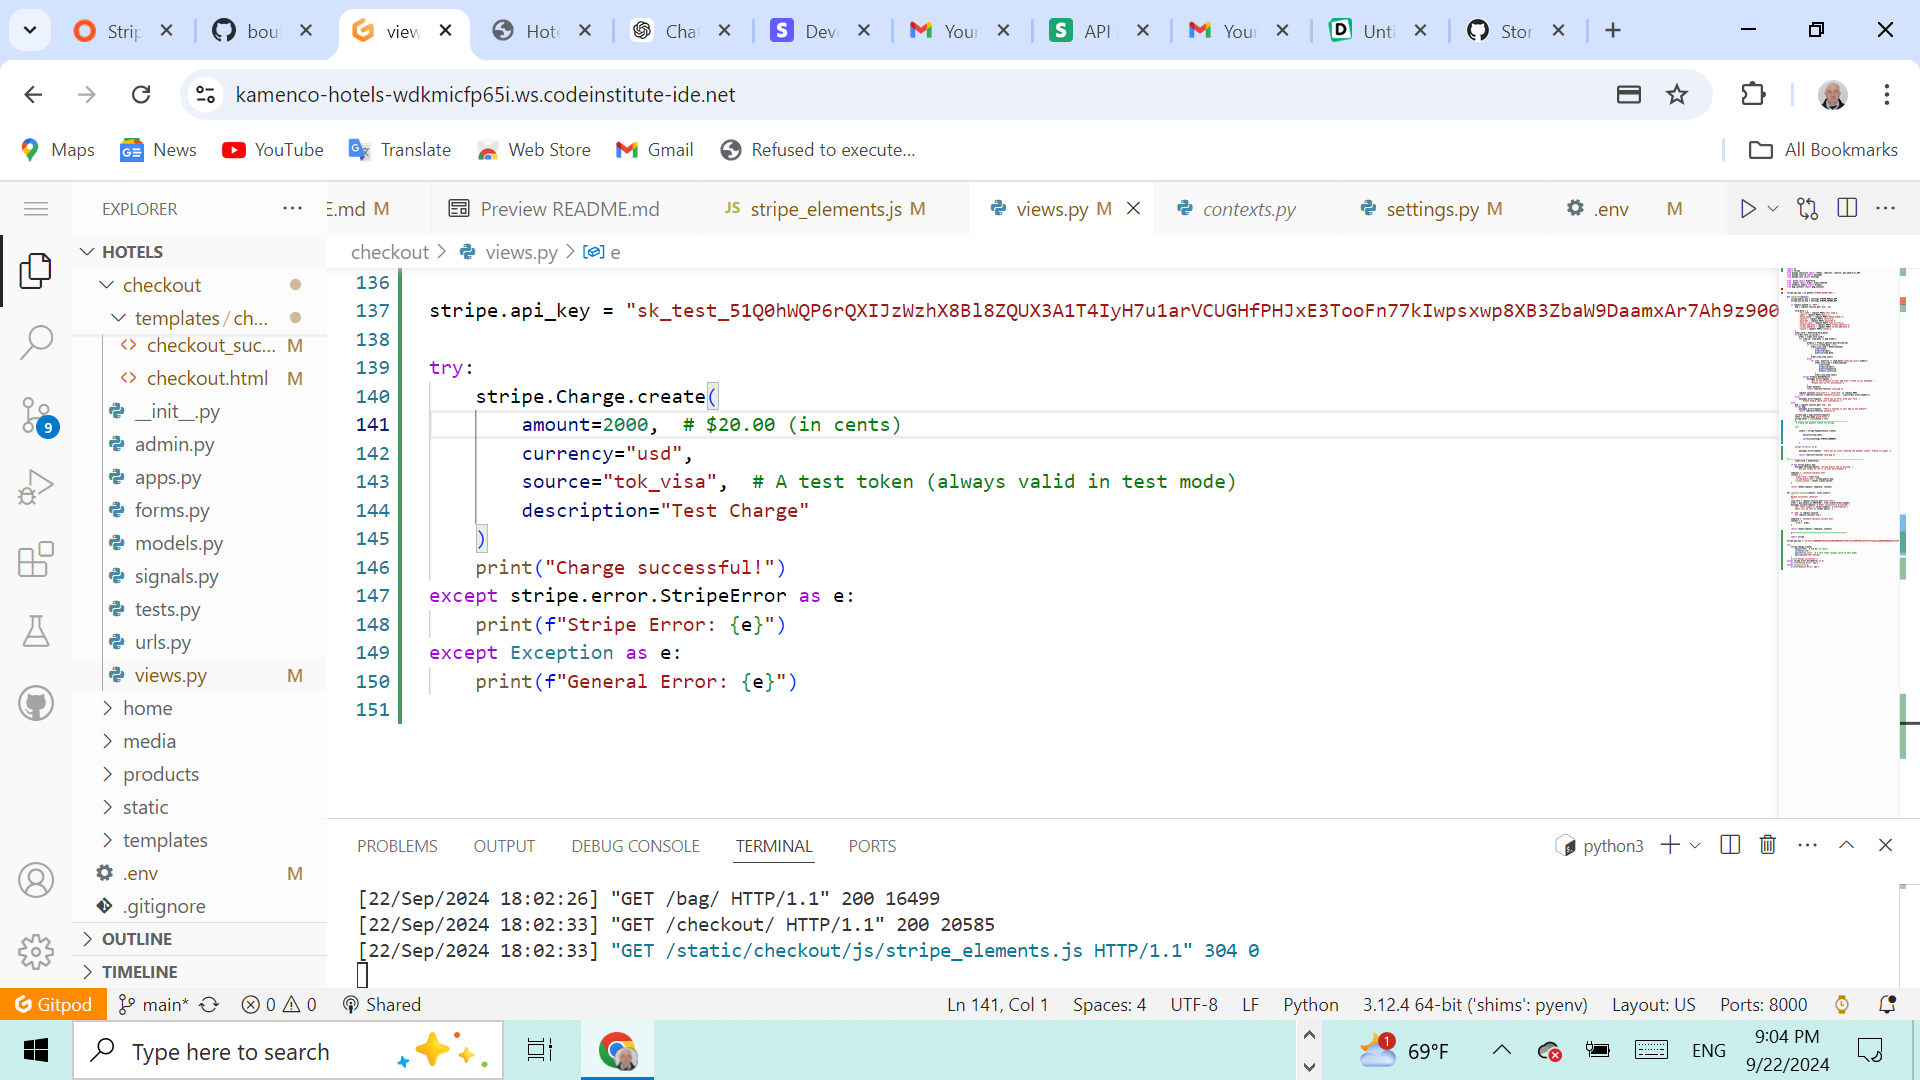 Strip
bou
view
Hote
Cha
Dev
Your
API
Your
Unti
Stor
kamenco-hotels-wdkmicfp65i.ws.codeinstitute-ide.net
Maps
News
YouTube
Translate
Web Store
Gmail
Refused to execute...
All Bookmarks
EXPLORER
E.md M
Preview README.md
JS stripe_elements.js M
views.py M
contexts.py
settings.py M
.env M
HOTELS
checkout > views.py > e
checkout
templates / ch...
checkout_suc... M
checkout.html M
__init__.py
admin.py
apps.py
forms.py
models.py
signals.py
tests.py
urls.py
views.py M
home
media
products
static
templates
.env M
.gitignore
OUTLINE
TIMELINE
9
136
137 stripe.api_key = "sk_test_51Q0hWQP6rQXIJzWzhX8Bl8ZQUX3A1T4IyH7u1arVCUGHfPHJxE3TooFn77kIwpsxwp8XB3ZbaW9DaamxAr7Ah9z900
138
139 try:
140 stripe.Charge.create(
141 amount=2000,  # $20.00 (in cents)
142 currency="usd",
143 source="tok_visa",  # A test token (always valid in test mode)
144 description="Test Charge"
145 )
146 print("Charge successful!")
147 except stripe.error.StripeError as e:
148 print(f"Stripe Error: {e}")
149 except Exception as e:
150 print(f"General Error: {e}")
151
PROBLEMS OUTPUT DEBUG CONSOLE TERMINAL PORTS
python3
[22/Sep/2024 18:02:26] "GET /bag/ HTTP/1.1" 200 16499
[22/Sep/2024 18:02:33] "GET /checkout/ HTTP/1.1" 200 20585
[22/Sep/2024 18:02:33] "GET /static/checkout/js/stripe_elements.js HTTP/1.1" 304 0
Gitpod main* 0 0 Shared Ln 141, Col 1 Spaces: 4 UTF-8 LF Python 3.12.4 64-bit ('shims': pyenv) Layout: US Ports: 8000
Type here to search
1
69°F
ENG
9:04 PM
9/22/2024